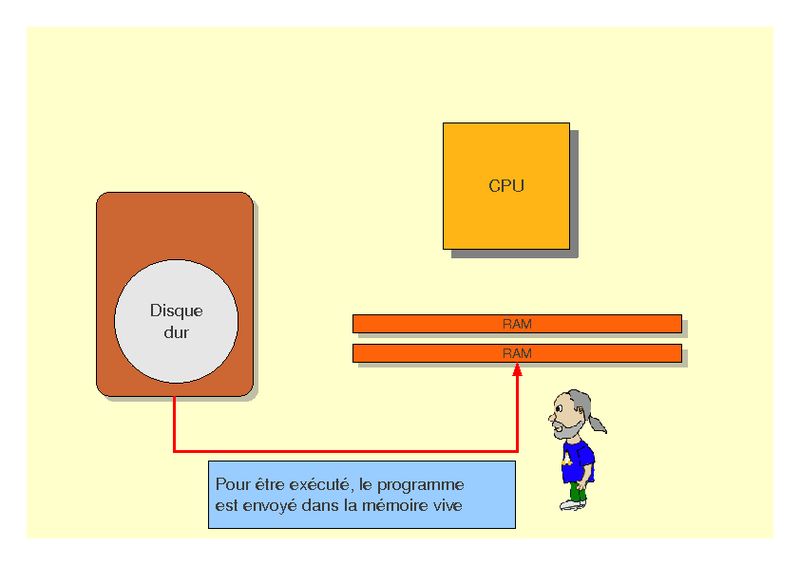 CPU
Disque
dur
RAM
RAM
Pour être exécuté, le programme
est envoyé dans la mémoire vive